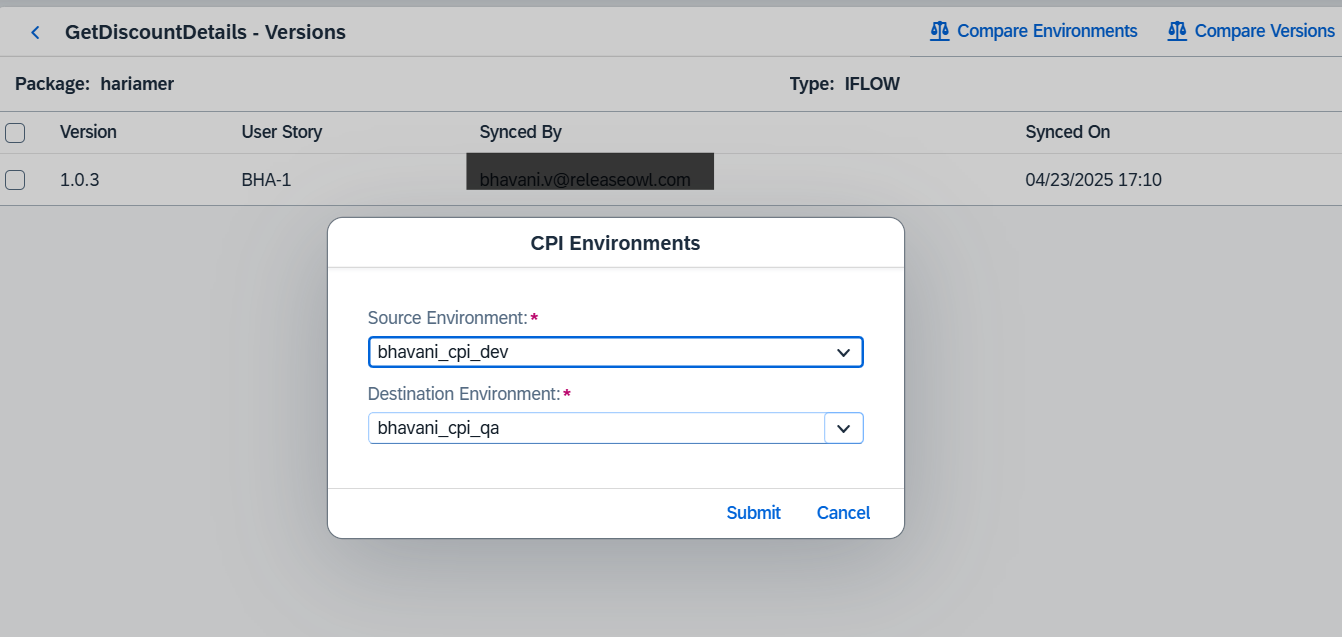 GetDiscountDetails - Versions
Compare Environments
Compare Versions
Package: hariamer
Type: IFLOW
Version User Story Synced By Synced On
1.0.3 BHA-1 bhavani.v@releaseowl.com 04/23/2025 17:10
CPI Environments
Source Environment:*
bhavani_cpi_dev
Destination Environment:*
bhavani_cpi_qa
Submit Cancel